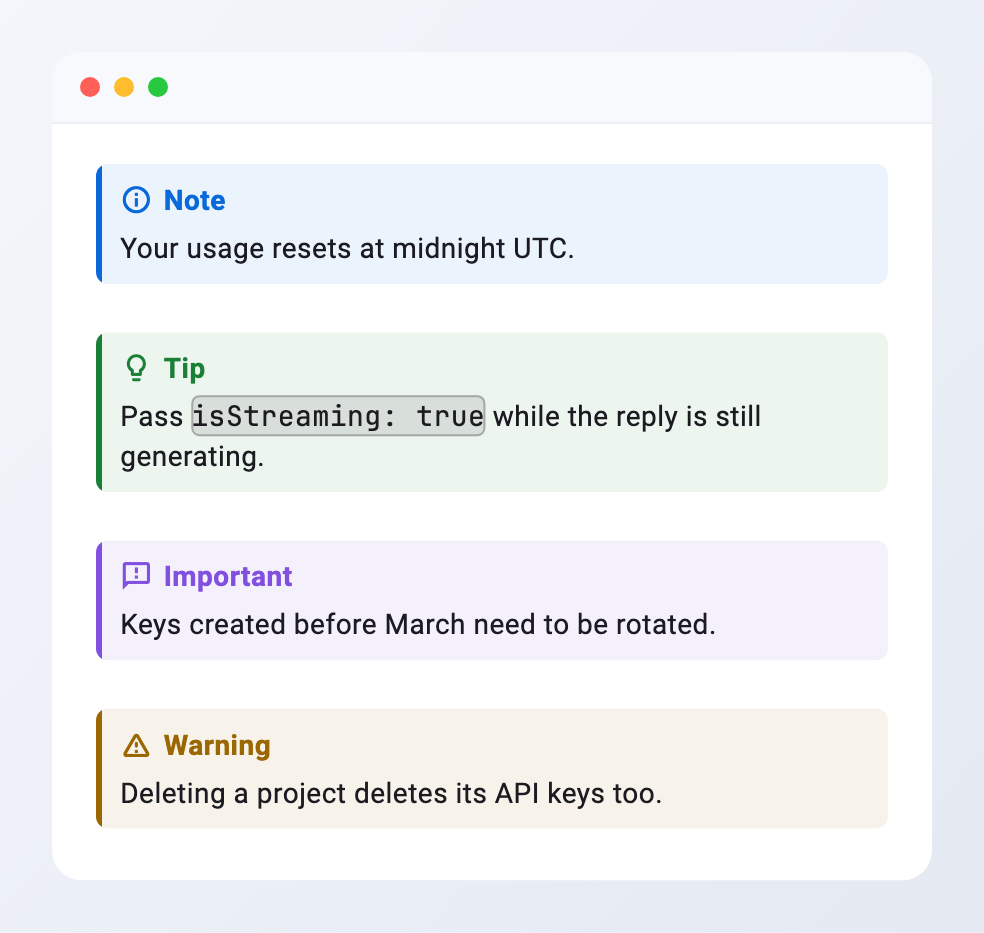 Note
Your usage resets at midnight UTC.
Tip
Pass isStreaming: true while the reply is still
generating.
Important
Keys created before March need to be rotated.
Warning
Deleting a project deletes its API keys too.